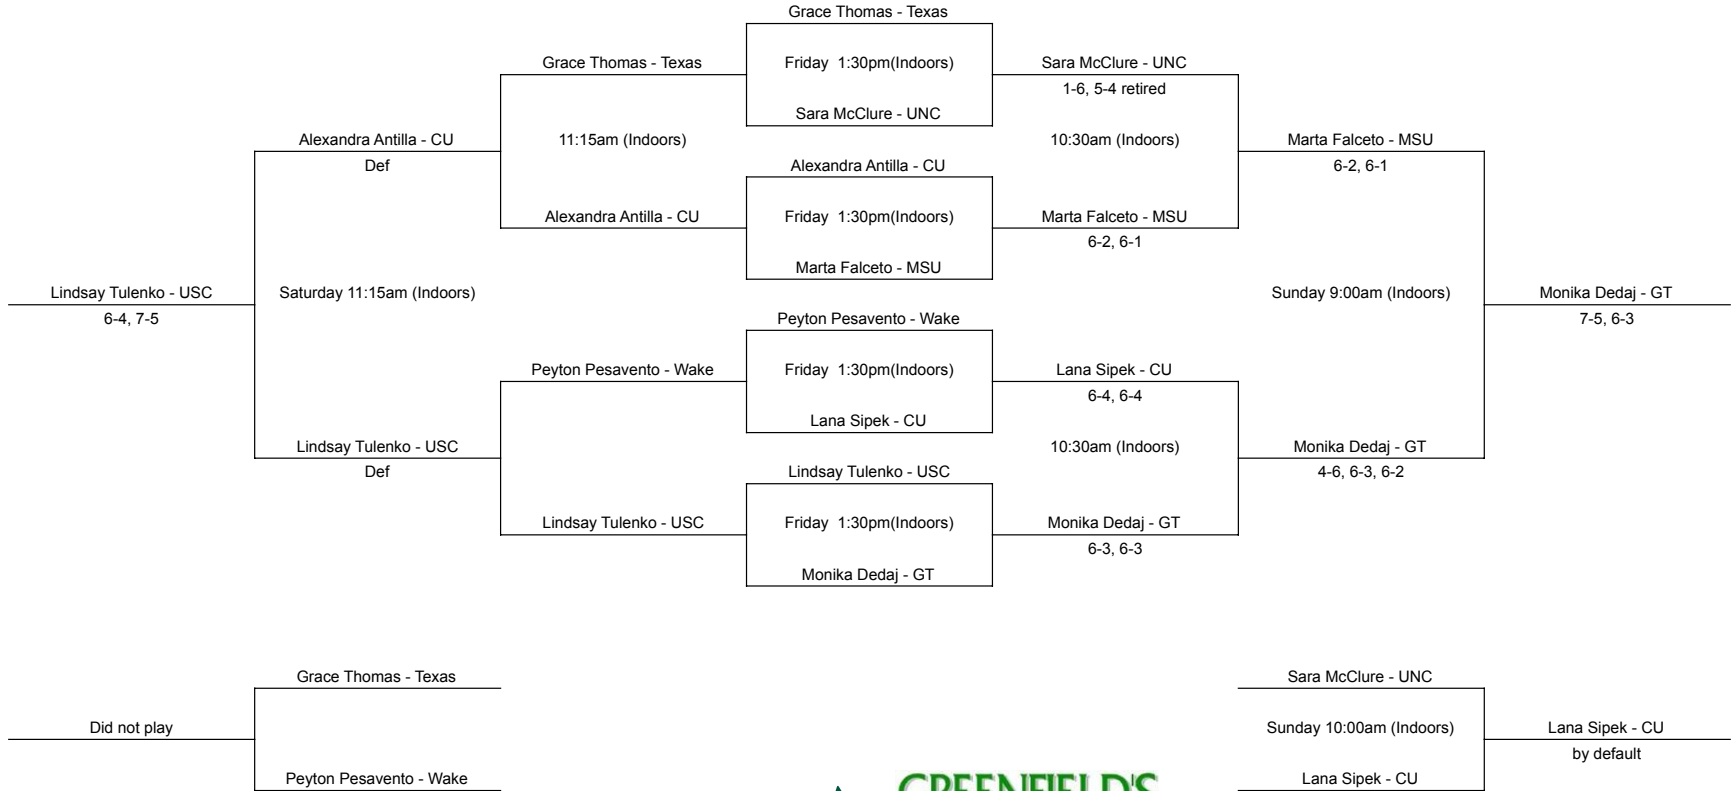 Grace Thomas - Texas
Grace Thomas - Texas
Friday 1:30pm(Indoors)
Sara McClure - UNC
1-6, 5-4 retired
Sara McClure - UNC
Alexandra Antilla - CU
Def
11:15am (Indoors)
10:30am (Indoors)
Marta Falceto - MSU
6-2, 6-1
Alexandra Antilla - CU
Alexandra Antilla - CU
Friday 1:30pm(Indoors)
Marta Falceto - MSU
6-2, 6-1
Marta Falceto - MSU
Lindsay Tulenko - USC
6-4, 7-5
Saturday 11:15am (Indoors)
Sunday 9:00am (Indoors)
Monika Dedaj - GT
7-5, 6-3
Peyton Pesavento - Wake
Peyton Pesavento - Wake
Friday 1:30pm(Indoors)
Lana Sipek - CU
6-4, 6-4
Lana Sipek - CU
Lindsay Tulenko - USC
Def
10:30am (Indoors)
Monika Dedaj - GT
4-6, 6-3, 6-2
Lindsay Tulenko - USC
Lindsay Tulenko - USC
Friday 1:30pm(Indoors)
Monika Dedaj - GT
6-3, 6-3
Monika Dedaj - GT
Grace Thomas - Texas
Sara McClure - UNC
Did not play
Sunday 10:00am (Indoors)
Lana Sipek - CU
by default
Peyton Pesavento - Wake
GREENFIELD'S
Lana Sipek - CU